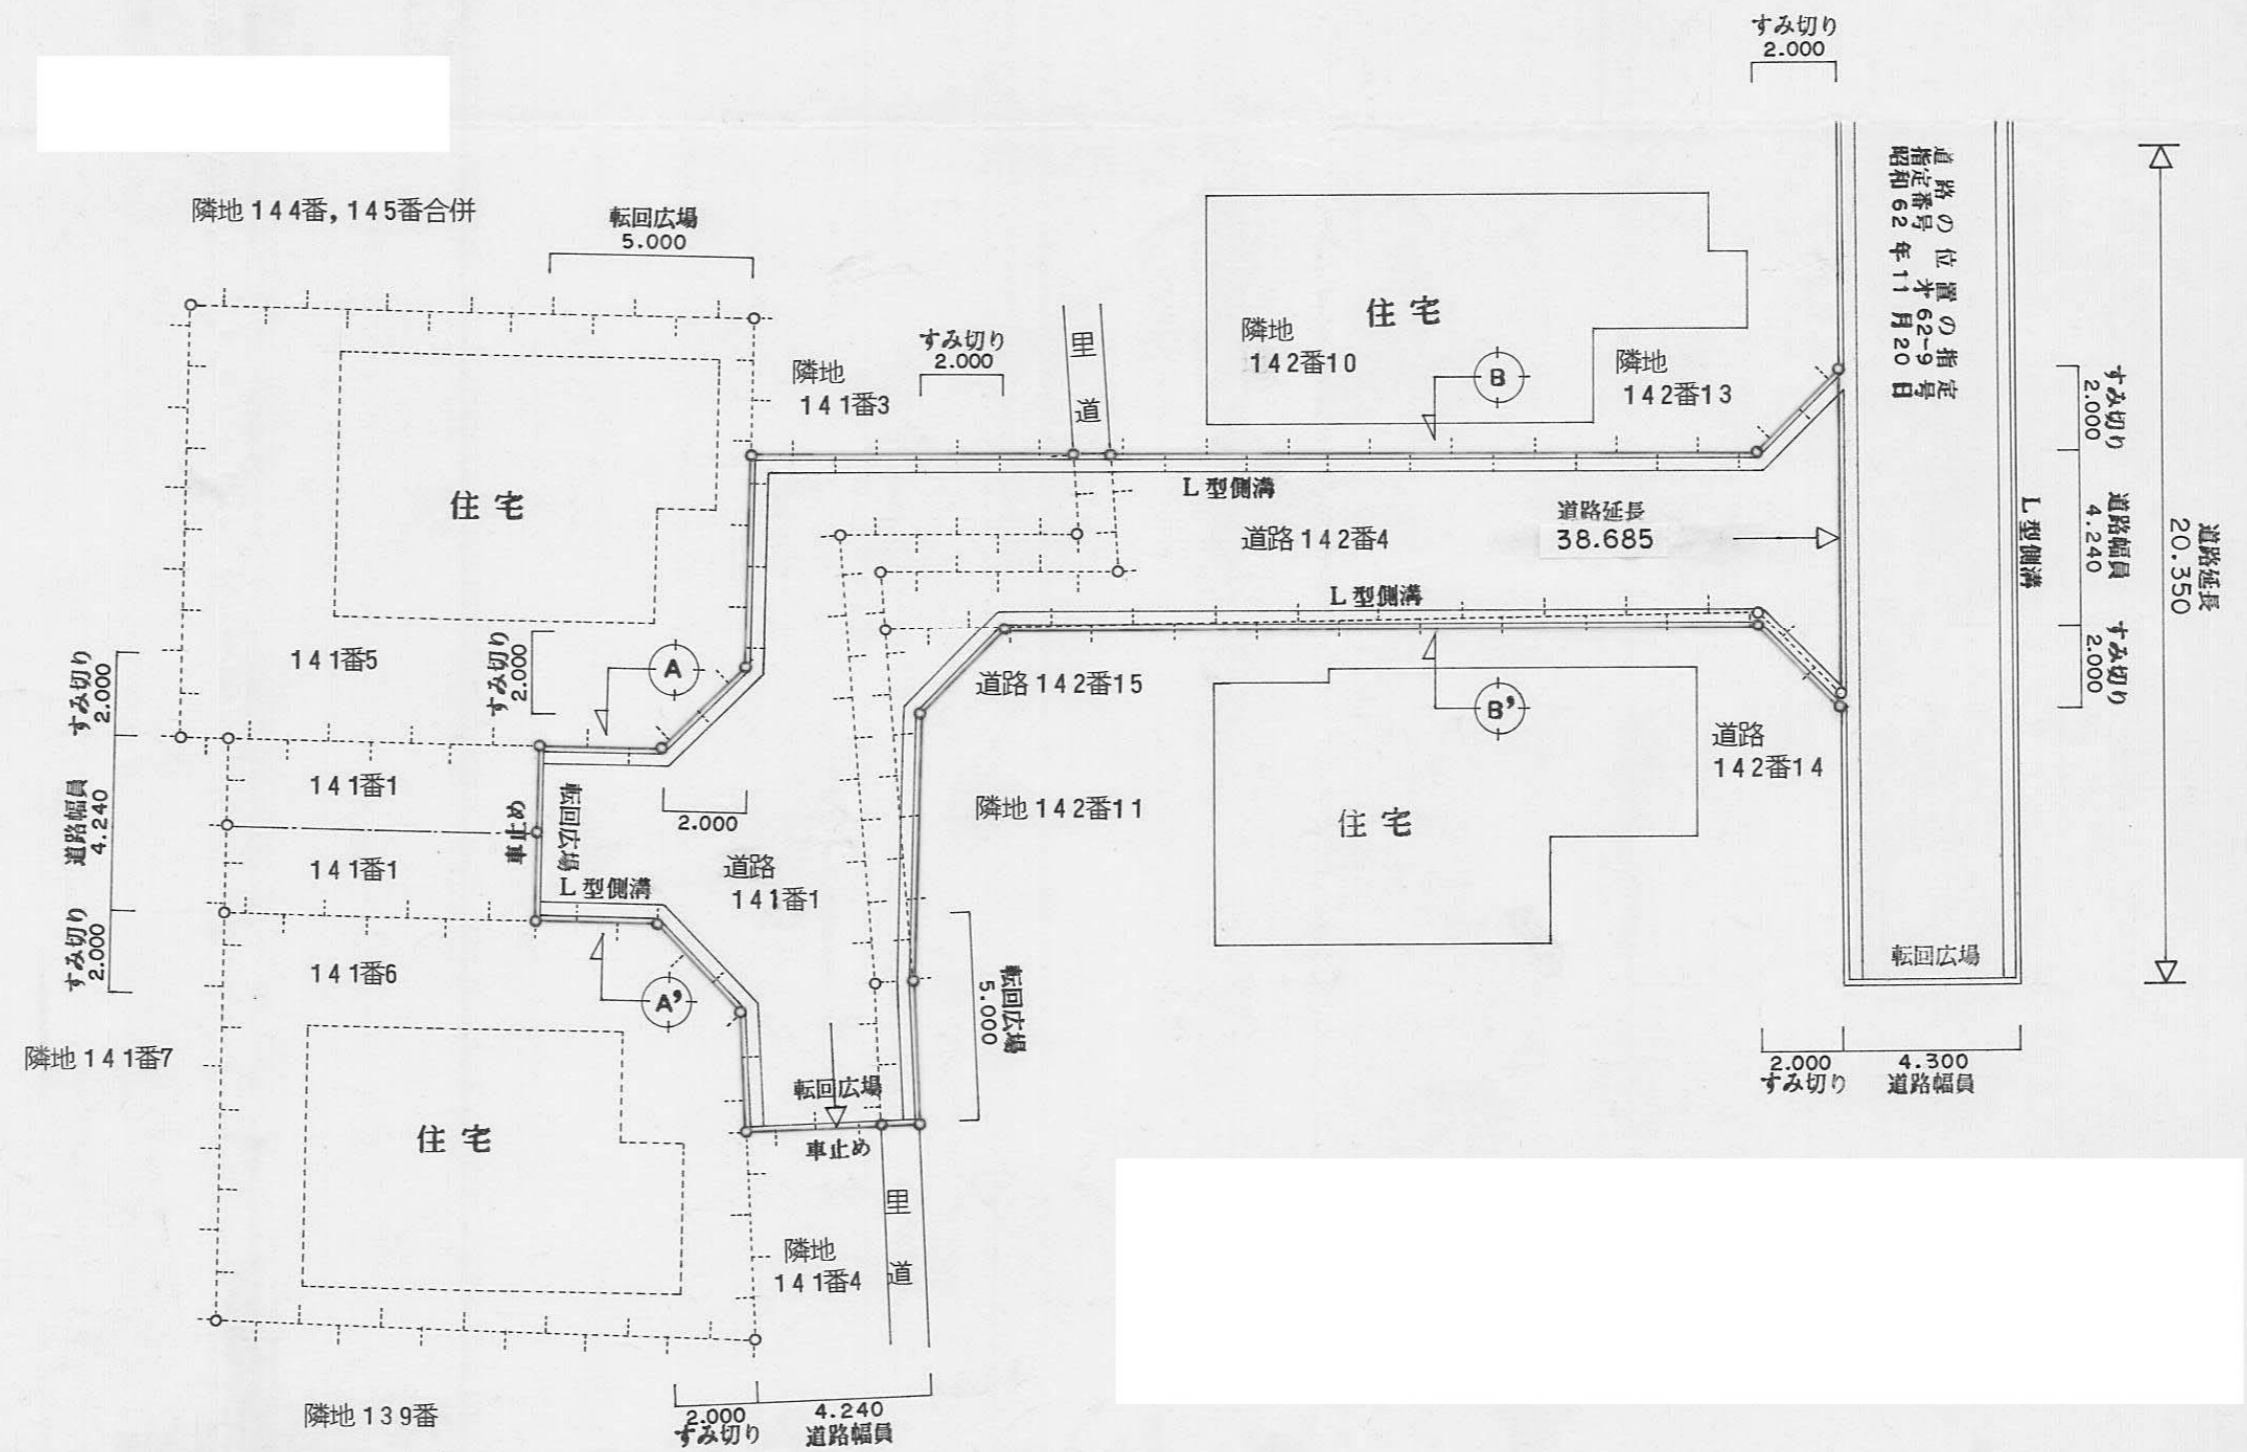 すみ切り
2.000
隣地 144番，145番合併
転回広場
5.000
道路の位置の指定
指定番号 才62-9号
昭和62年11月20日
すみ切り
2.000
隣地
141番3
里道
隣地
142番10
住宅
B
隣地
142番13
すみ切り
2.000
道路幅員
4.240
すみ切り
2.000
道路延長
20.350
L型側溝
住宅
L型側溝
道路 142番4
道路延長
38.685
L型側溝
141番5
すみ切り
2.000
A
すみ切り
2.000
道路 142番15
B’
道路
142番14
道路幅員
4.240
141番1
車止め
転回広場
2.000
隣地 142番11
住宅
141番1
L型側溝
道路
141番1
すみ切り
2.000
141番6
A’
転回広場
5.000
転回広場
隣地 141番7
転回広場
車止め
2.000
すみ切り
4.300
道路幅員
住宅
里道
隣地
141番4
隣地 139番
2.000
すみ切り
4.240
道路幅員